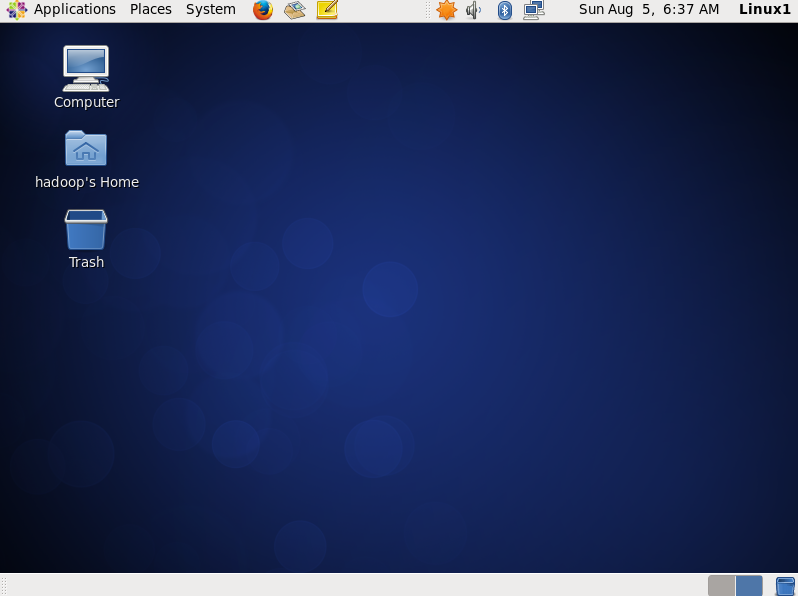 Applications Places System Sun Aug 5, 6:37 AM Linux1
Computer
hadoop's Home
Trash